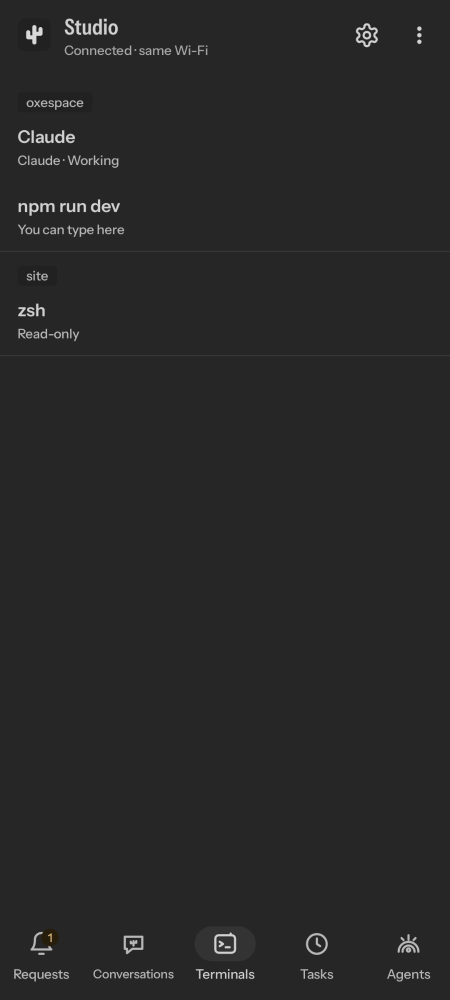 Studio
Connected · same Wi-Fi
oxespace
Claude
Claude · Working
npm run dev
You can type here
site
zsh
Read-only
1
Requests
Conversations
Terminals
Tasks
Agents